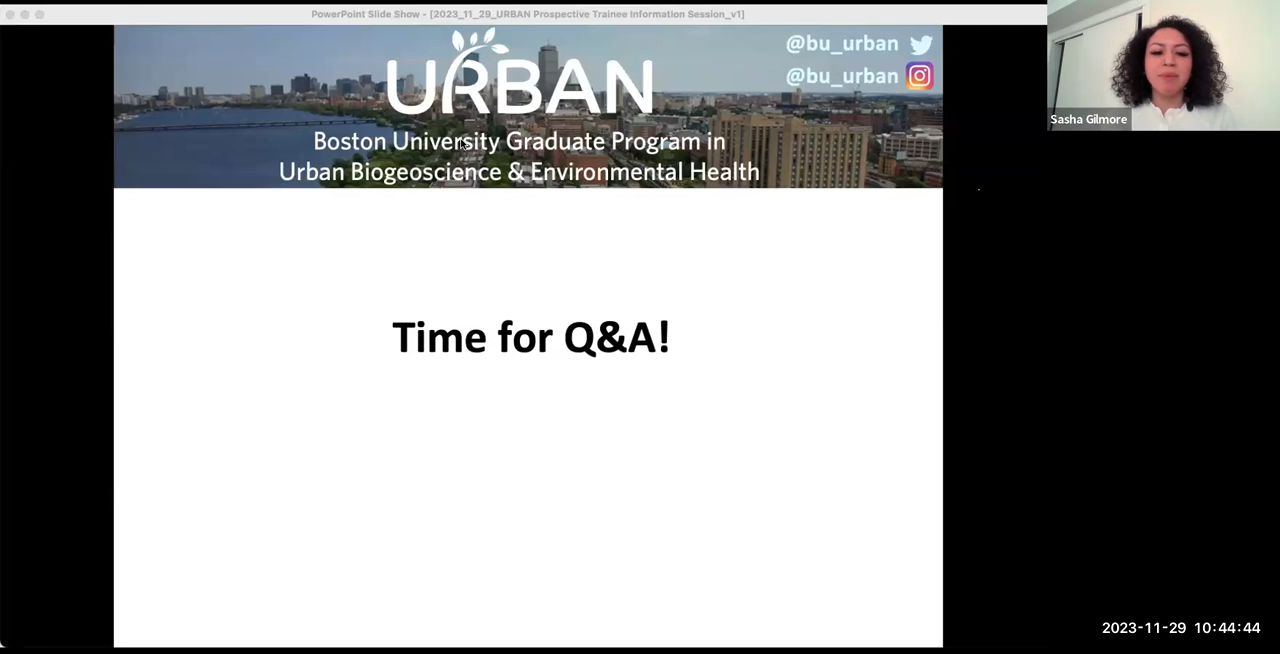 PowerPoint Slide Show - [2023_11_29_URBAN Prospective Trainee Information Session_v1]
URBAN
@bu_urban
@bu_urban
Boston University Graduate Program in
Urban Biogeoscience & Environmental Health
Sasha Gilmore
Time for Q&A!
2023-11-29 10:44:44